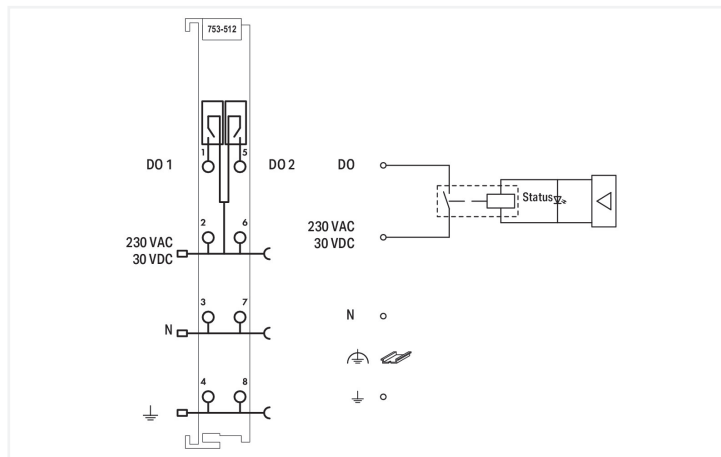 753-512
1 5
DO 1 DO 2 DO
Status
2 6
230 VAC
30 VDC
230 VAC
30 VDC
3 7
N N
4 8